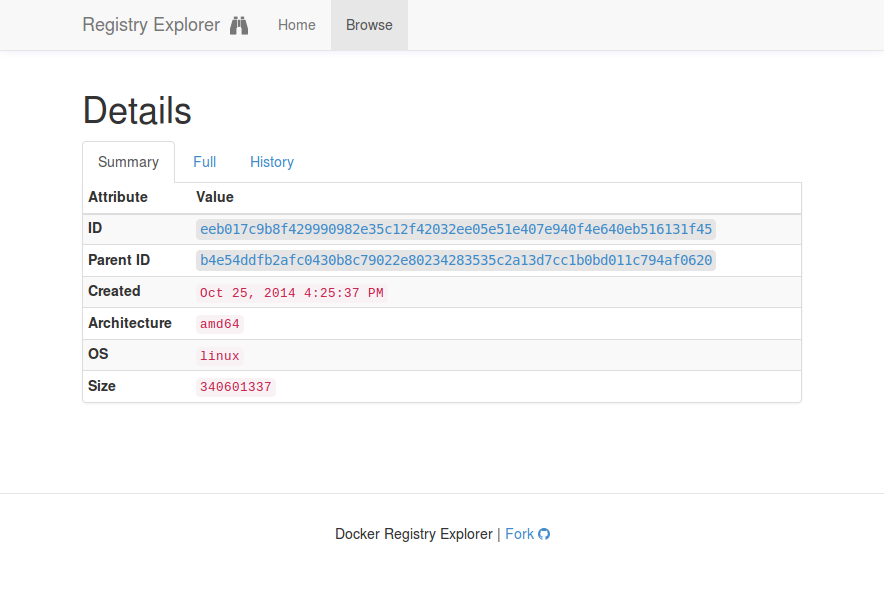 Registry Explorer Home Browse
Details
Summary Full History
Attribute Value
ID eeb017c9b8f429990982e35c12f42032ee05e51e407e940f4e640eb516131f45
Parent ID b4e54ddfb2afc0430b8c79022e80234283535c2a13d7cc1b0bd011c794af0620
Created Oct 25, 2014 4:25:37 PM
Architecture amd64
OS linux
Size 340601337
Docker Registry Explorer | Fork